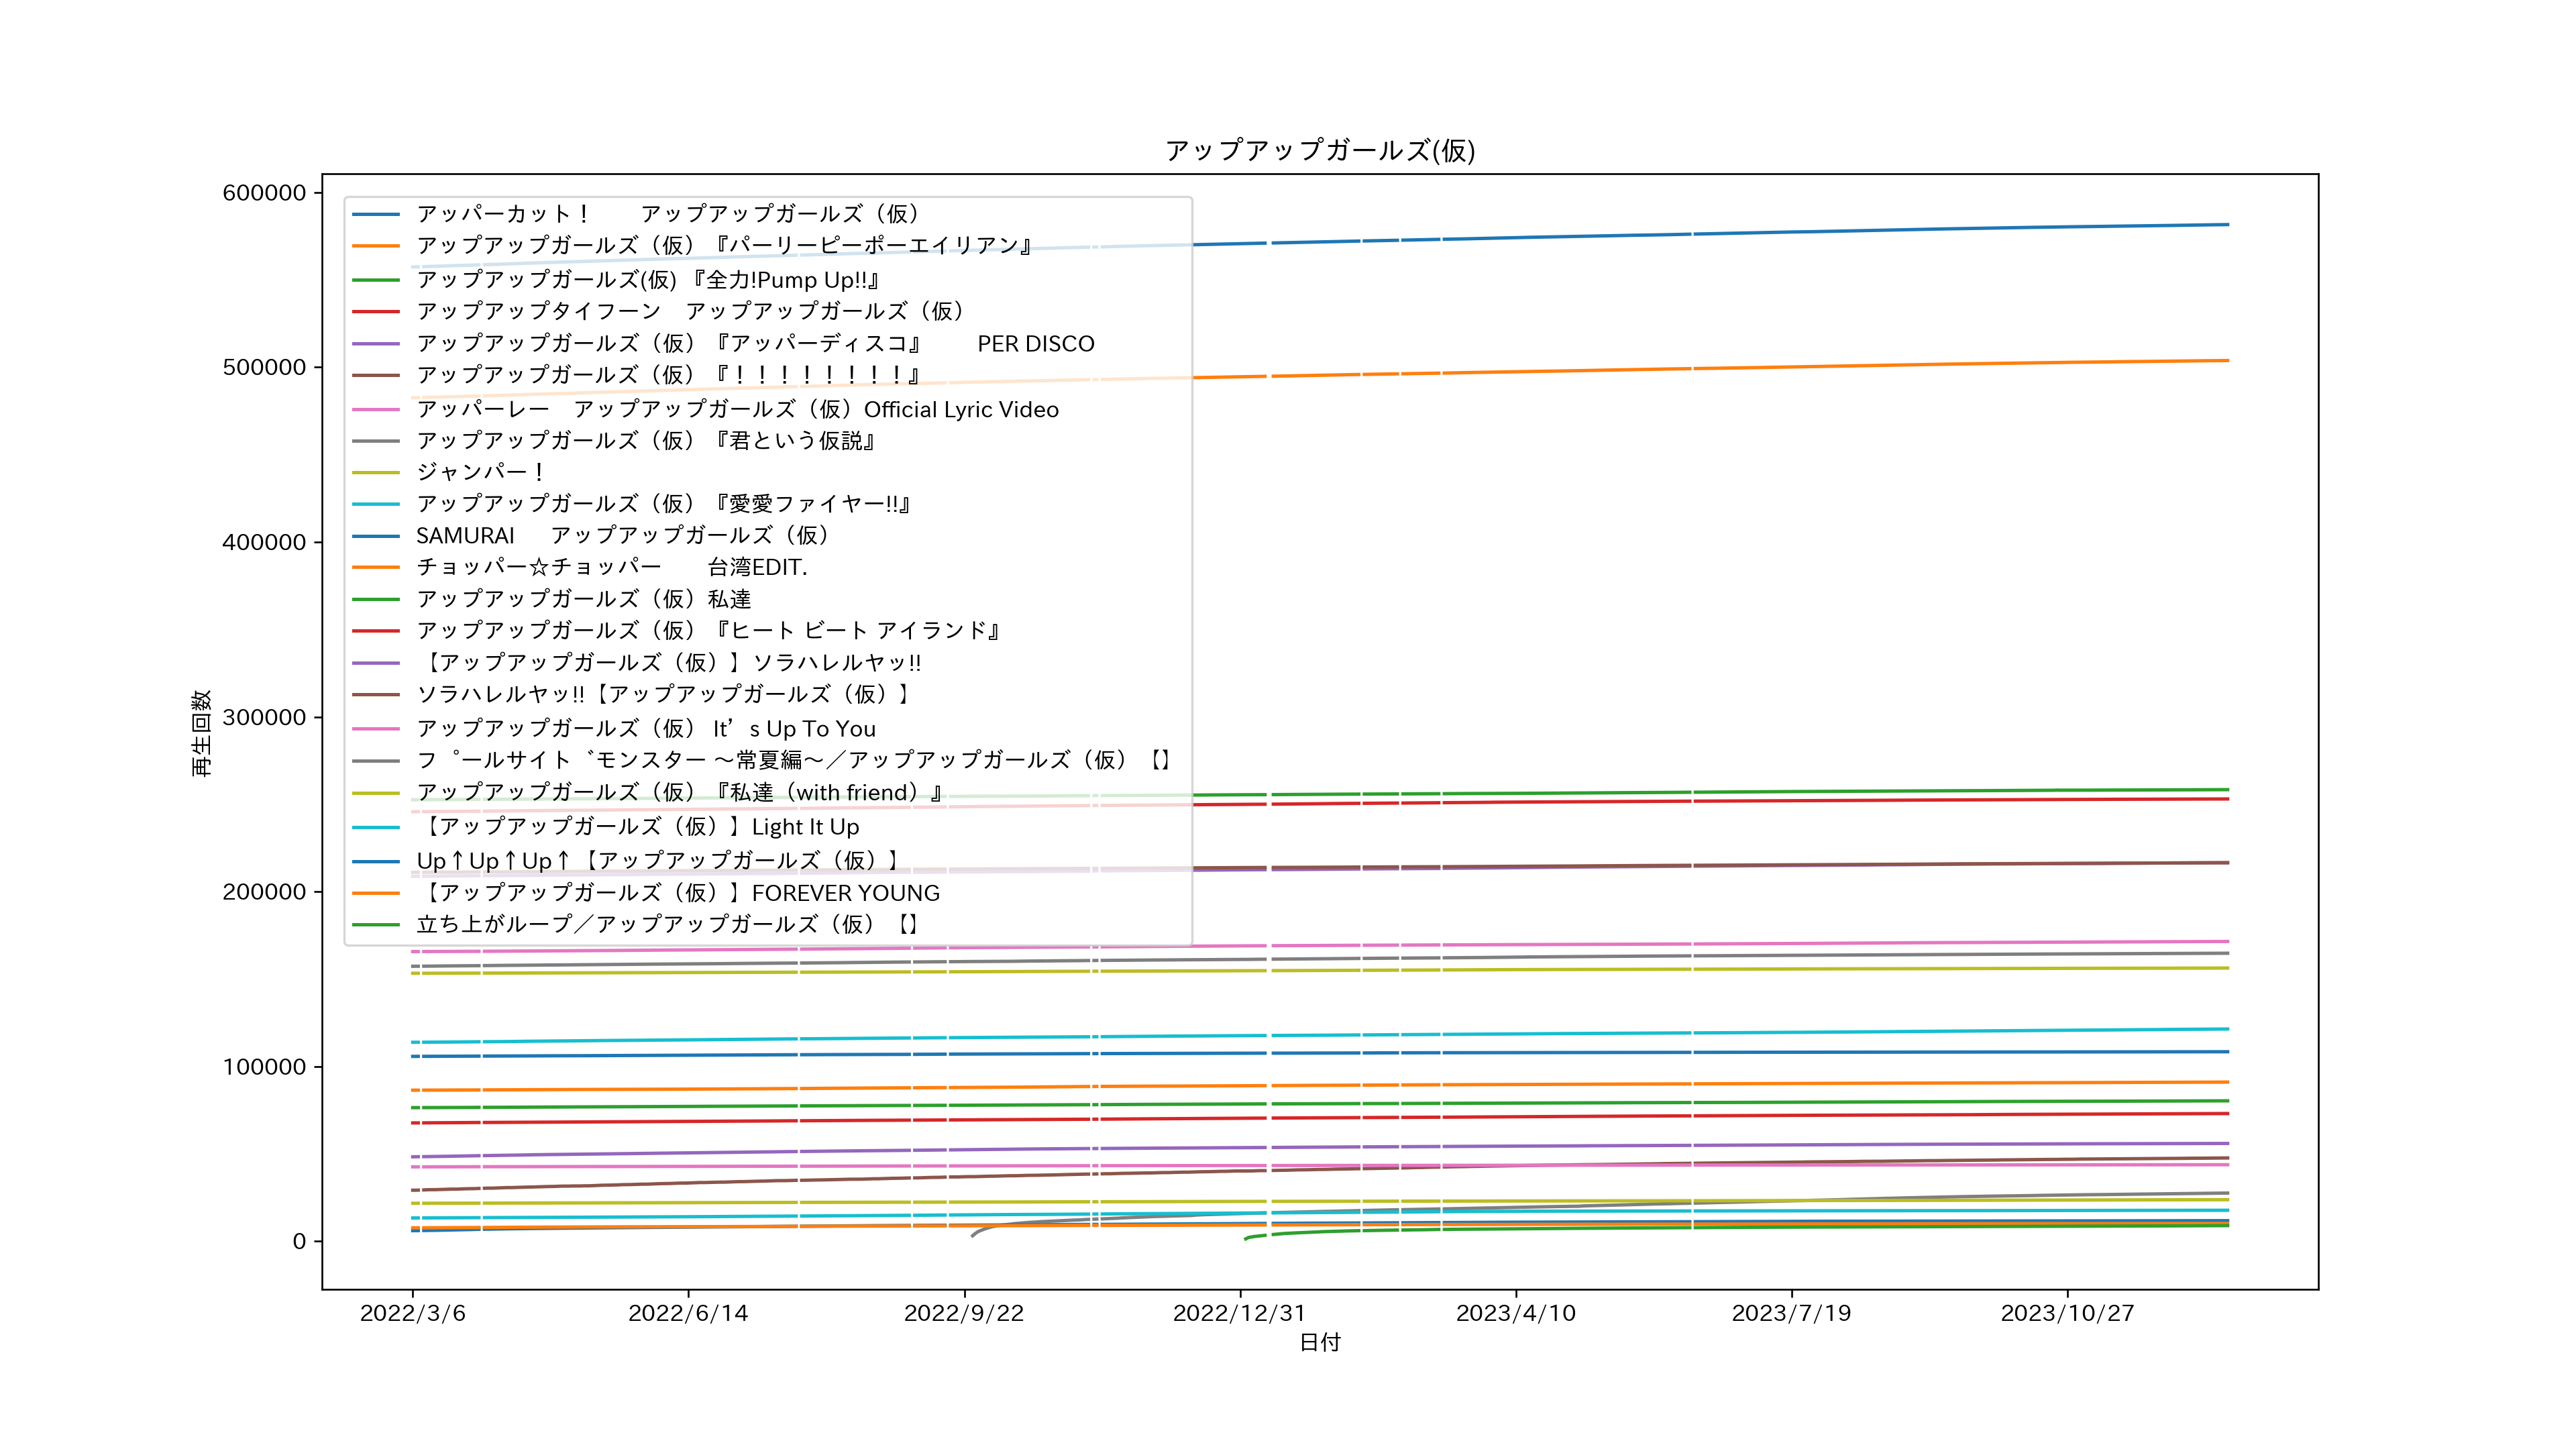 アップアップガールズ(仮)
600000
500000
400000
300000
200000
100000
0
再生回数
アッパーカット！　　アップアップガールズ（仮）
アップアップガールズ（仮）『パーリーピーポーエイリアン』
アップアップガールズ(仮) 『全力!Pump Up!!』
アップアップタイフーン　アップアップガールズ（仮）
アップアップガールズ（仮）『アッパーディスコ』　　PER DISCO
アップアップガールズ（仮）『！！！！！！！！』
アッパーレー　アップアップガールズ（仮）Official Lyric Video
アップアップガールズ（仮）『君という仮説』
ジャンパー！
アップアップガールズ（仮）『愛愛ファイヤー!!』
SAMURAI　 アップアップガールズ（仮）
チョッパー☆チョッパー　　台湾EDIT.
アップアップガールズ（仮）私達
アップアップガールズ（仮）『ヒート ビート アイランド』
【アップアップガールズ（仮）】ソラハレルヤッ!!
ソラハレルヤッ!!【アップアップガールズ（仮）】
アップアップガールズ（仮） It’s Up To You
フ゜ールサイト゛モンスター ～常夏編～／アップアップガールズ（仮）【】
アップアップガールズ（仮）『私達（with friend）』
【アップアップガールズ（仮）】Light It Up
Up↑Up↑Up↑【アップアップガールズ（仮）】
【アップアップガールズ（仮）】FOREVER YOUNG
立ち上がループ／アップアップガールズ（仮）【】
2022/3/6 2022/6/14 2022/9/22 2022/12/31 2023/4/10 2023/7/19 2023/10/27
日付